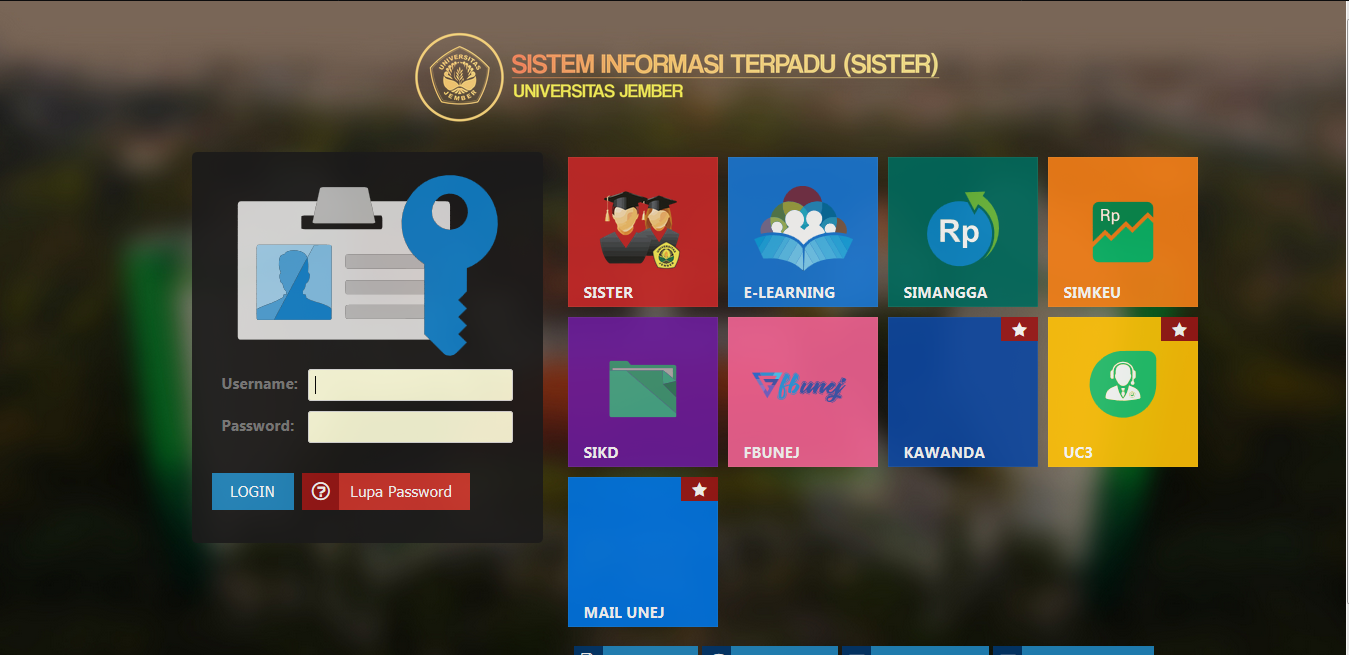 UNIVERSITAS
JEMBER
SISTEM INFORMASI TERPADU (SISTER)
UNIVERSITAS JEMBER
Username:
Password:
LOGIN
Lupa Password
SISTER
E-LEARNING
Rp
SIMANGGA
Rp
SIMKEU
SIKD
fbunej
FBUNEJ
KAWANDA
UC3
MAIL UNEJ